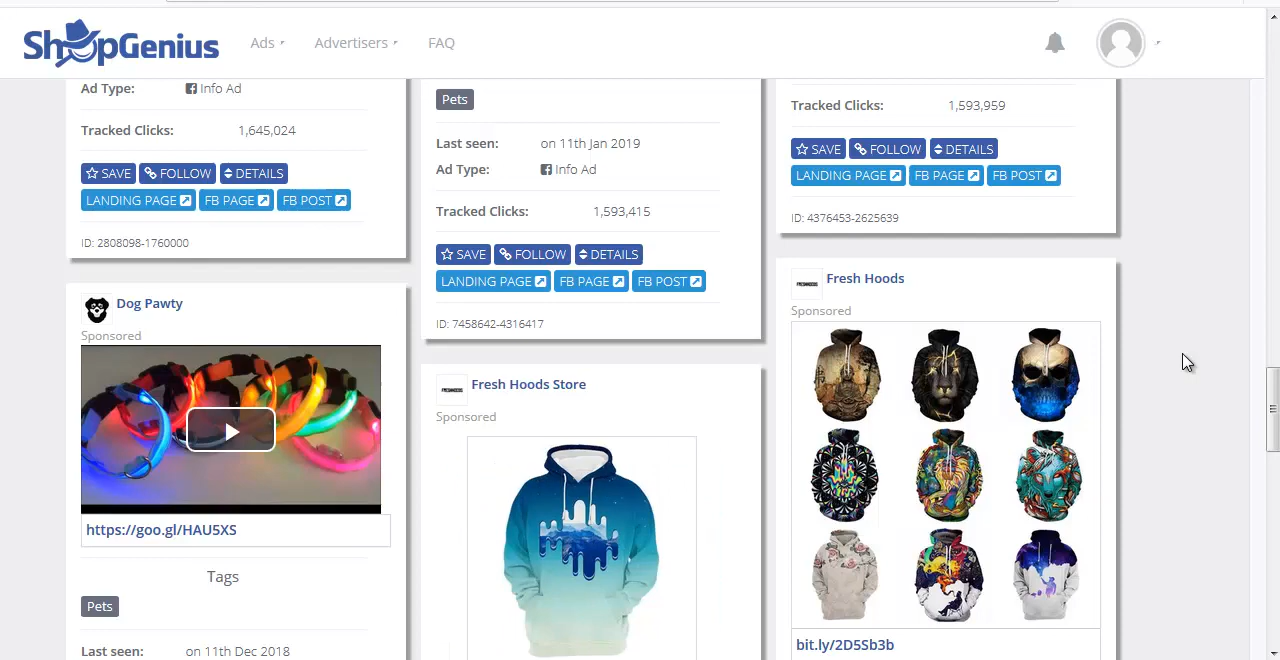 ShopGenius
Ads
Advertisers
FAQ
Ad Type: Info Ad
Tracked Clicks: 1,645,024
SAVE FOLLOW DETAILS
LANDING PAGE FB PAGE FB POST
ID: 2808098-1760000
Dog Pawty
Sponsored
https://goo.gl/HAU5XS
Tags
Pets
Last seen: on 11th Dec 2018
Pets
Last seen: on 11th Jan 2019
Ad Type: Info Ad
Tracked Clicks: 1,593,415
SAVE FOLLOW DETAILS
LANDING PAGE FB PAGE FB POST
ID: 7458642-4316417
FRESHHOODS
Fresh Hoods Store
Sponsored
Tracked Clicks: 1,593,959
SAVE FOLLOW DETAILS
LANDING PAGE FB PAGE FB POST
ID: 4376453-2625639
FRESHHOODS
Fresh Hoods
Sponsored
bit.ly/2D5Sb3b